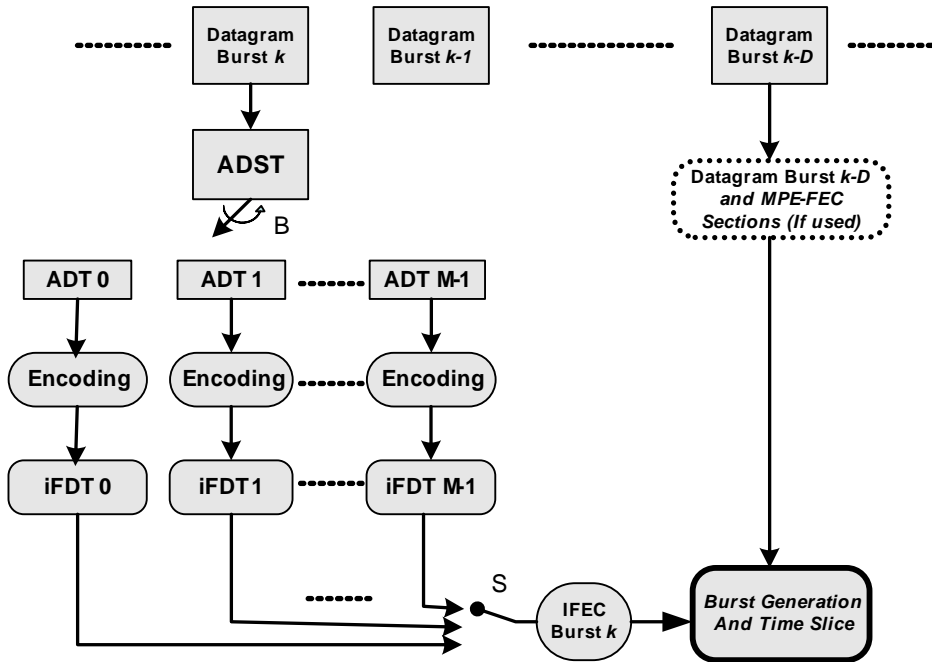 Datagram
Burst k
Datagram
Burst k-1
Datagram
Burst k-D
ADST
B
Datagram Burst k-D
and MPE-FEC
Sections (If used)
ADT 0
ADT 1
ADT M-1
Encoding
Encoding
Encoding
iFDT 0
iFDT 1
iFDT M-1
S
IFEC
Burst k
Burst Generation
And Time Slice